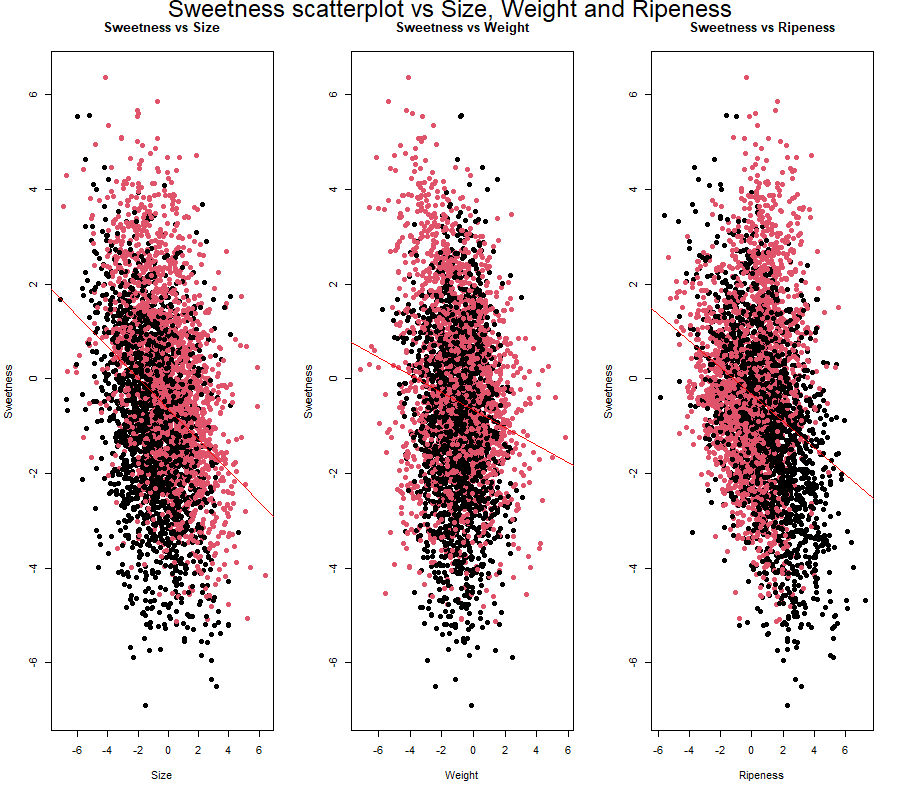 Sweetness scatterplot vs Size, Weight and Ripeness
Sweetness vs Size
Sweetness vs Weight
Sweetness vs Ripeness
Sweetness
6
4
2
0
-2
-4
-6
-6 -4 -2 0 2 4 6
Size
Sweetness
6
4
2
0
-2
-4
-6
-6 -4 -2 0 2 4 6
Weight
Sweetness
6
4
2
0
-2
-4
-6
-6 -4 -2 0 2 4 6
Ripeness